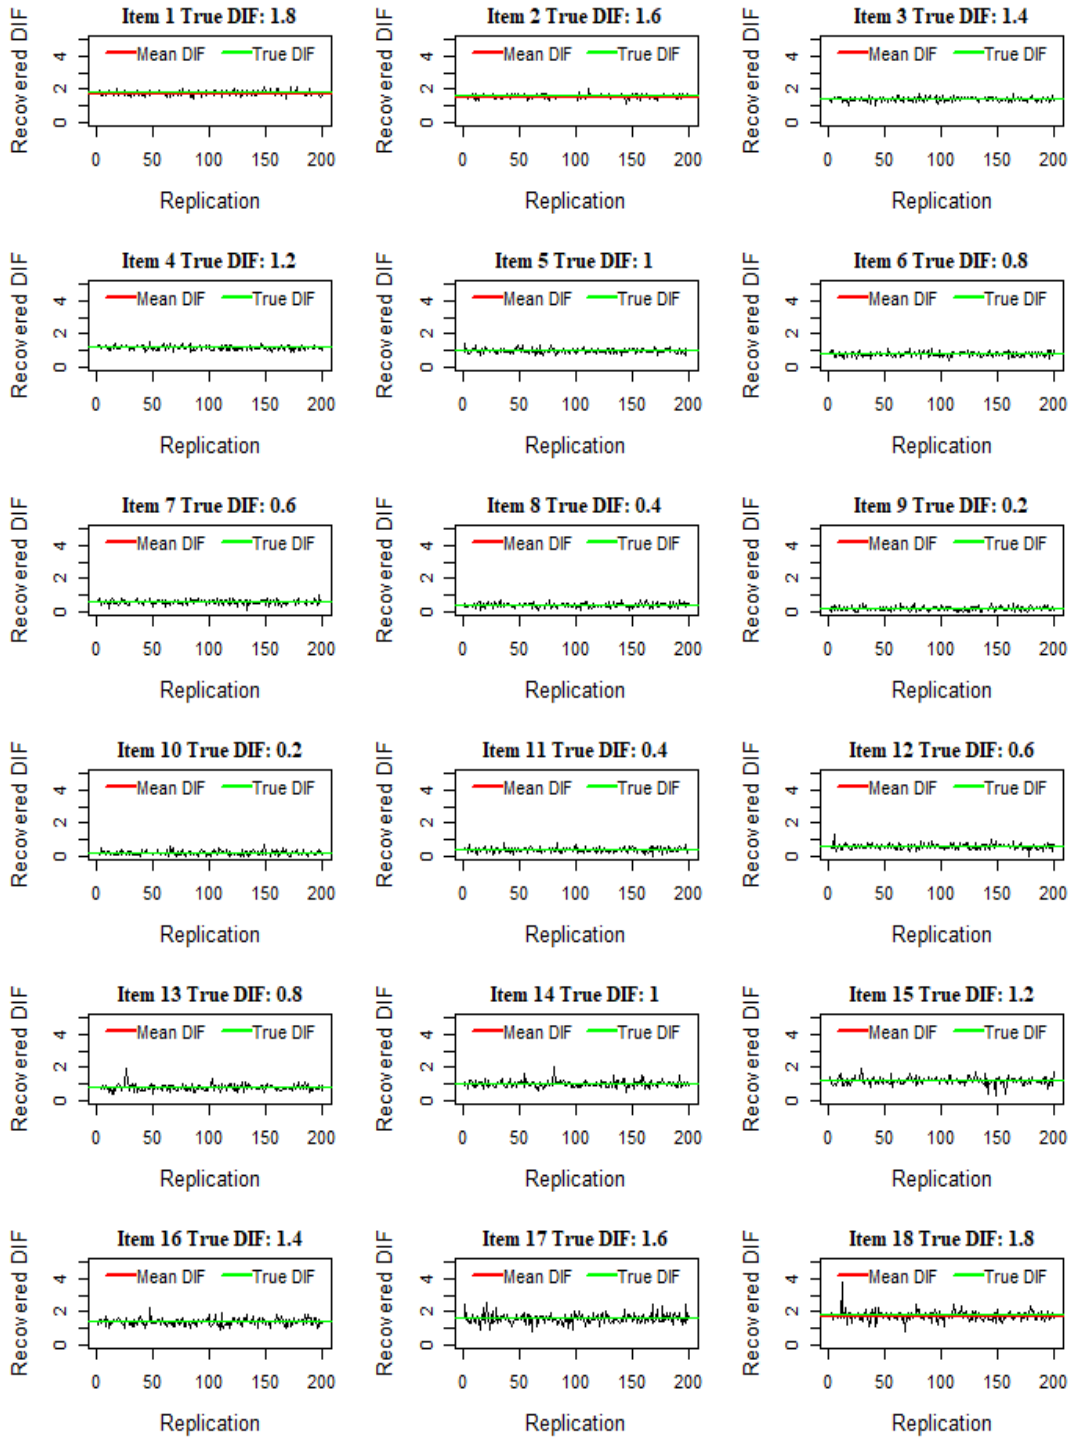 Item 1 True DIF: 1.8
Recovered DIF
4
2
0
Mean DIF True DIF
0 50 100 150 200
Replication
Item 2 True DIF: 1.6
Recovered DIF
4
2
0
Mean DIF True DIF
0 50 100 150 200
Replication
Item 3 True DIF: 1.4
Recovered DIF
4
2
0
Mean DIF True DIF
0 50 100 150 200
Replication
Item 4 True DIF: 1.2
Recovered DIF
4
2
0
Mean DIF True DIF
0 50 100 150 200
Replication
Item 5 True DIF: 1
Recovered DIF
4
2
0
Mean DIF True DIF
0 50 100 150 200
Replication
Item 6 True DIF: 0.8
Recovered DIF
4
2
0
Mean DIF True DIF
0 50 100 150 200
Replication
Item 7 True DIF: 0.6
Recovered DIF
4
2
0
Mean DIF True DIF
0 50 100 150 200
Replication
Item 8 True DIF: 0.4
Recovered DIF
4
2
0
Mean DIF True DIF
0 50 100 150 200
Replication
Item 9 True DIF: 0.2
Recovered DIF
4
2
0
Mean DIF True DIF
0 50 100 150 200
Replication
Item 10 True DIF: 0.2
Recovered DIF
4
2
0
Mean DIF True DIF
0 50 100 150 200
Replication
Item 11 True DIF: 0.4
Recovered DIF
4
2
0
Mean DIF True DIF
0 50 100 150 200
Replication
Item 12 True DIF: 0.6
Recovered DIF
4
2
0
Mean DIF True DIF
0 50 100 150 200
Replication
Item 13 True DIF: 0.8
Recovered DIF
4
2
0
Mean DIF True DIF
0 50 100 150 200
Replication
Item 14 True DIF: 1
Recovered DIF
4
2
0
Mean DIF True DIF
0 50 100 150 200
Replication
Item 15 True DIF: 1.2
Recovered DIF
4
2
0
Mean DIF True DIF
0 50 100 150 200
Replication
Item 16 True DIF: 1.4
Recovered DIF
4
2
0
Mean DIF True DIF
0 50 100 150 200
Replication
Item 17 True DIF: 1.6
Recovered DIF
4
2
0
Mean DIF True DIF
0 50 100 150 200
Replication
Item 18 True DIF: 1.8
Recovered DIF
4
2
0
Mean DIF True DIF
0 50 100 150 200
Replication